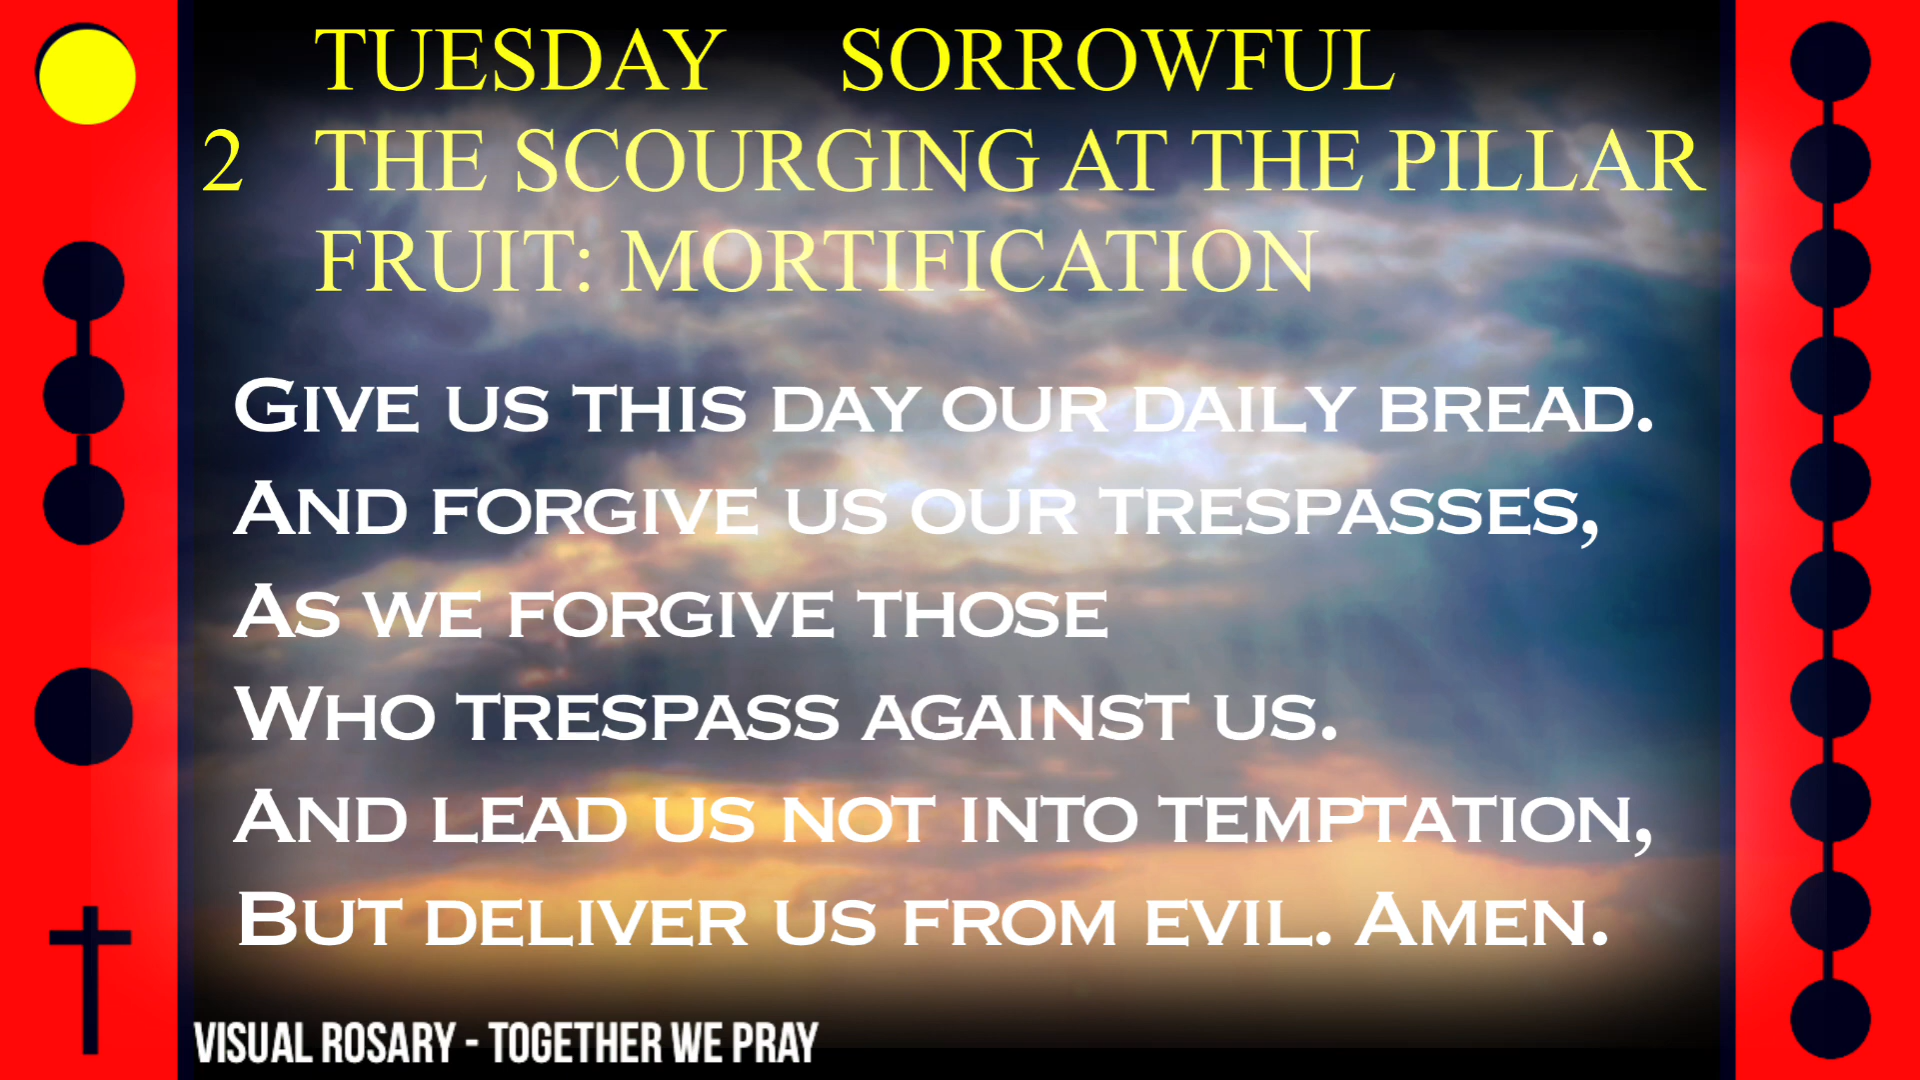 TUESDAY SORROWFUL
2 THE SCOURGING AT THE PILLAR
FRUIT: MORTIFICATION
GIVE US THIS DAY OUR DAILY BREAD.
AND FORGIVE US OUR TRESPASSES,
AS WE FORGIVE THOSE
WHO TRESPASS AGAINST US.
AND LEAD US NOT INTO TEMPTATION,
BUT DELIVER US FROM EVIL. AMEN.
VISUAL ROSARY - TOGETHER WE PRAY